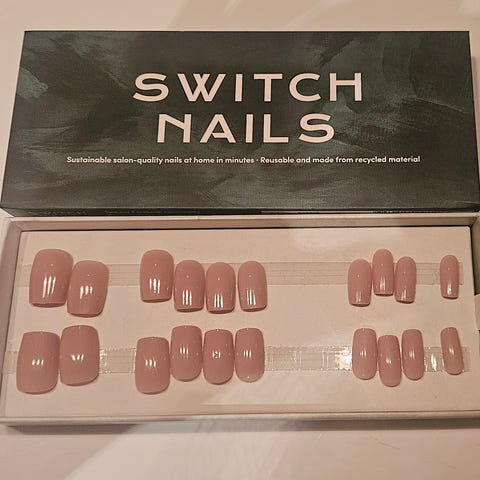 SWITCH
NAILS
Sustainable salon-quality nails at home in minutes · Reusable and made from recycled material